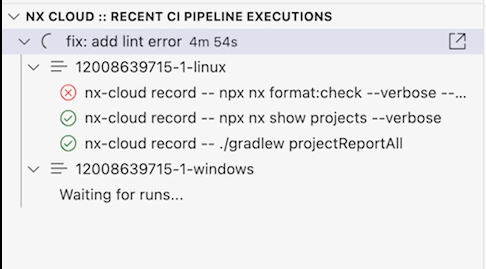 NX CLOUD :: RECENT CI PIPELINE EXECUTIONS
fix: add lint error 4m 54s
12008639715-1-linux
nx-cloud record -- npx nx format:check --verbose --...
nx-cloud record -- npx nx show projects --verbose
nx-cloud record -- ./gradlew projectReportAll
12008639715-1-windows
Waiting for runs...